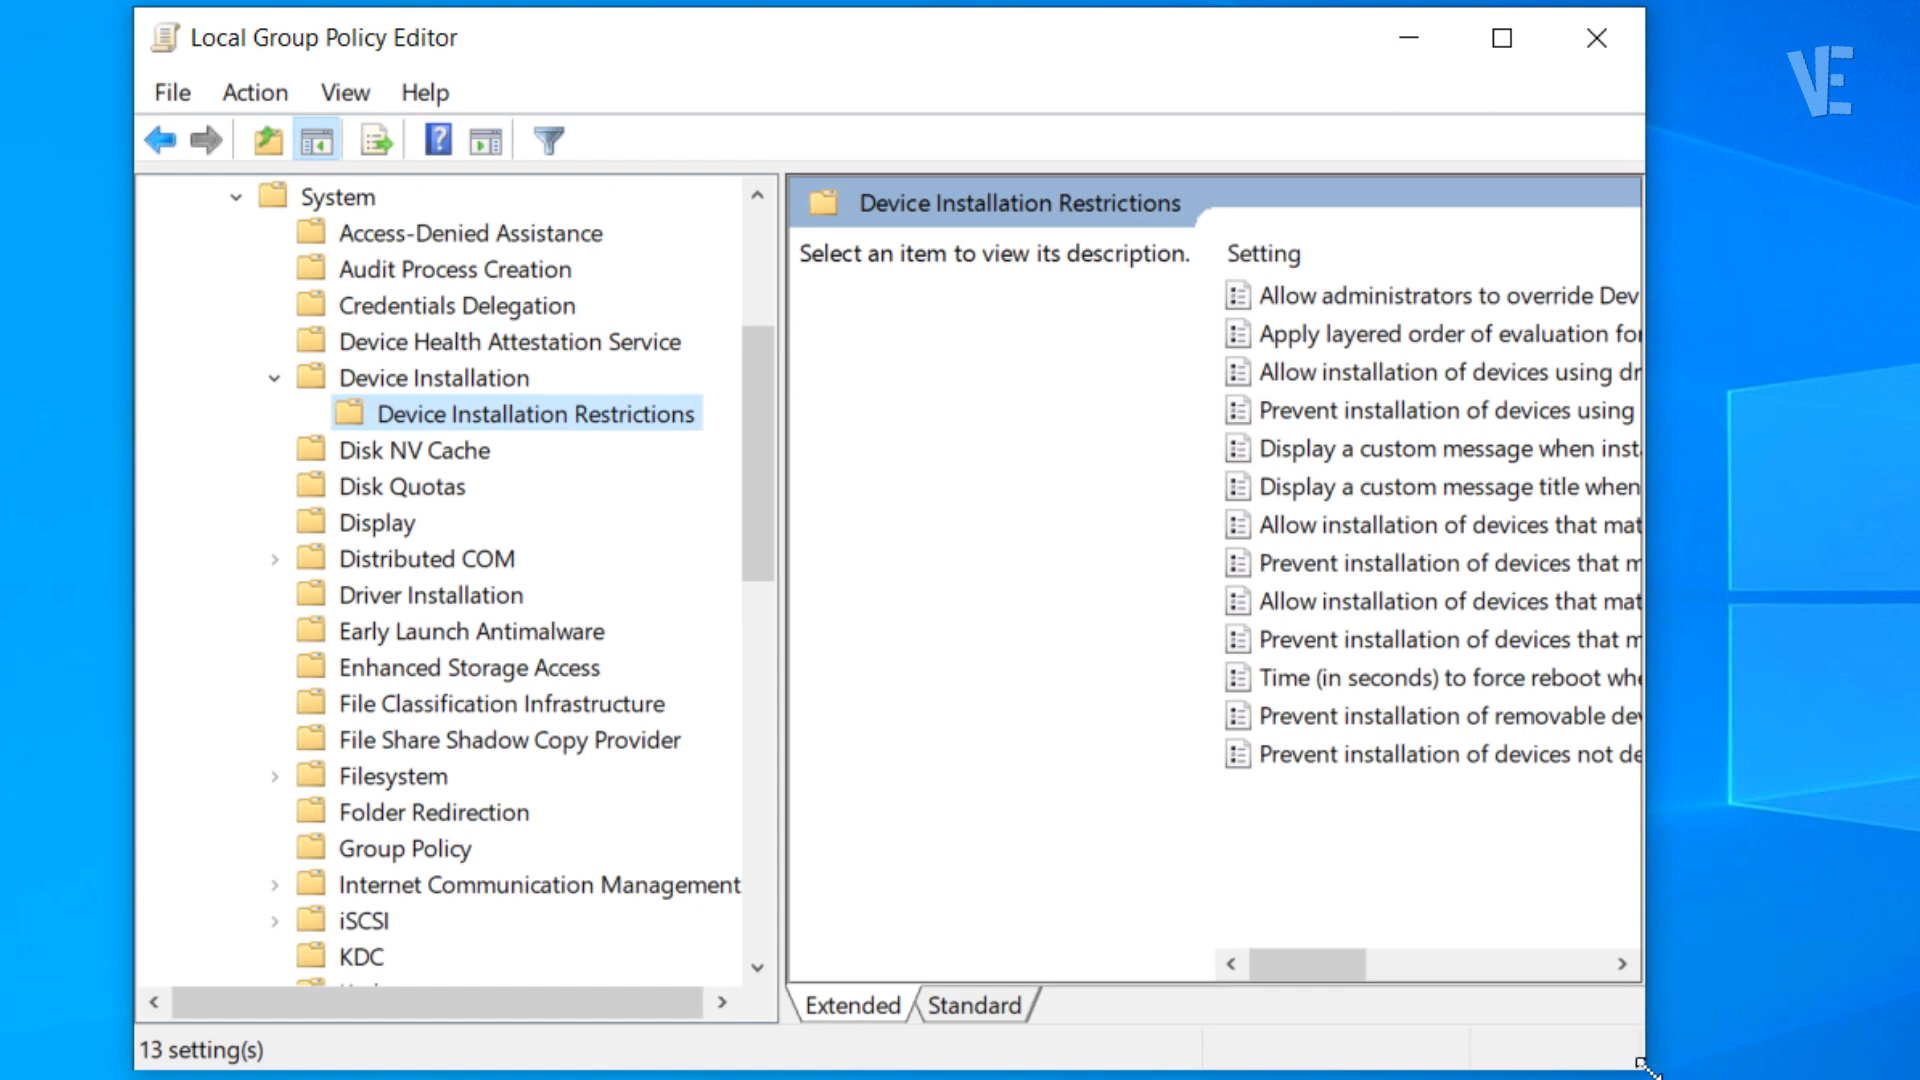 Local Group Policy Editor
VE
File Action View Help
System
Access-Denied Assistance
Audit Process Creation
Credentials Delegation
Device Health Attestation Service
Device Installation
Device Installation Restrictions
Disk NV Cache
Disk Quotas
Display
Distributed COM
Driver Installation
Early Launch Antimalware
Enhanced Storage Access
File Classification Infrastructure
File Share Shadow Copy Provider
Filesystem
Folder Redirection
Group Policy
Internet Communication Management
iSCSI
KDC
Device Installation Restrictions
Select an item to view its description.
Setting
Allow administrators to override Dev
Apply layered order of evaluation for
Allow installation of devices using dr
Prevent installation of devices using
Display a custom message when inst
Display a custom message title when
Allow installation of devices that mat
Prevent installation of devices that m
Allow installation of devices that mat
Prevent installation of devices that m
Time (in seconds) to force reboot whe
Prevent installation of removable dev
Prevent installation of devices not de
Extended Standard
13 setting(s)